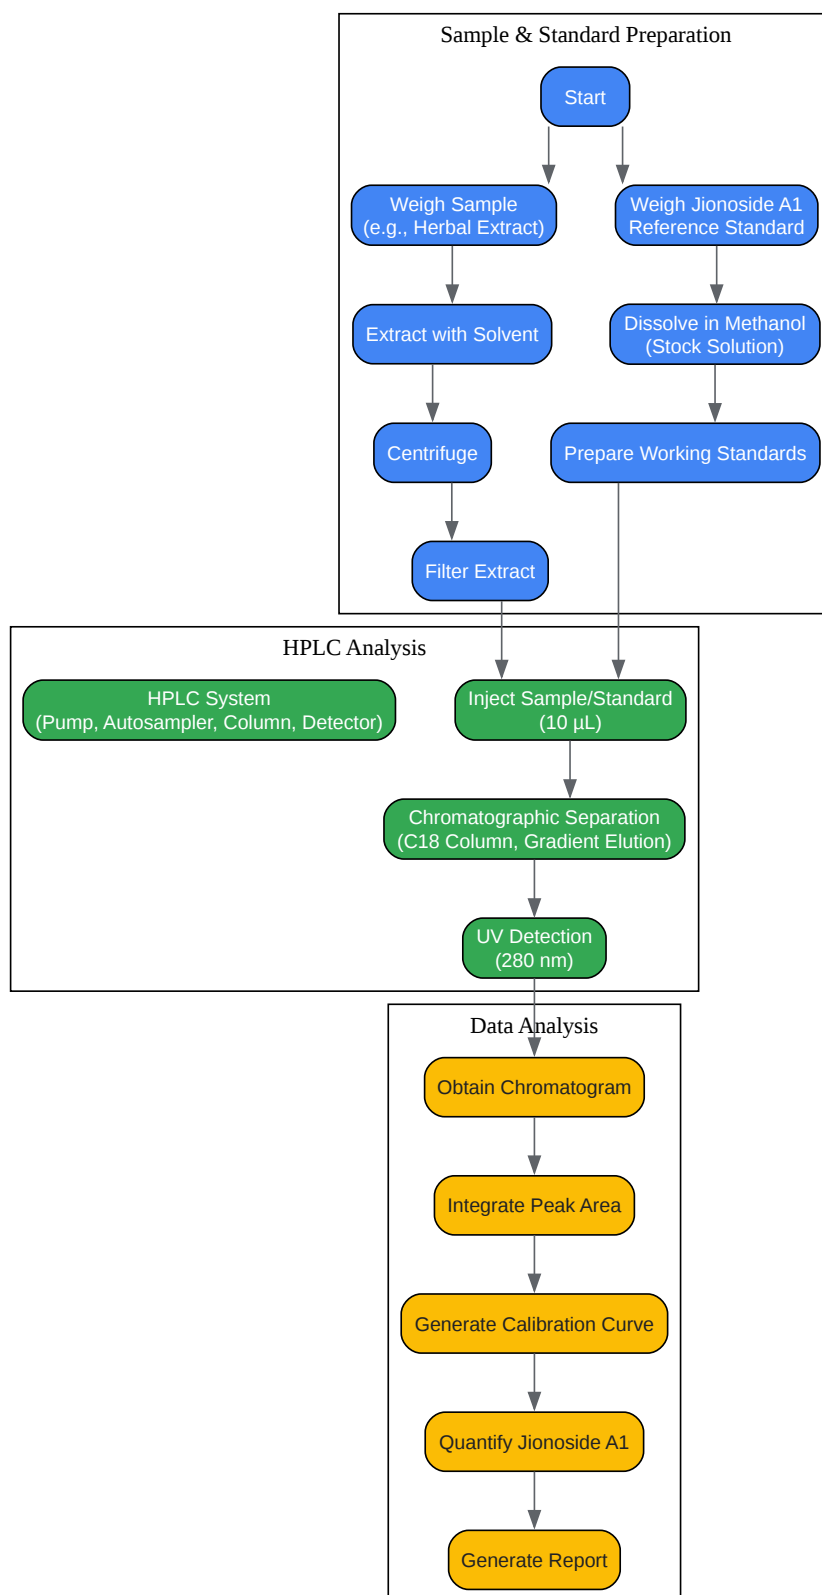 Sample & Standard Preparation
Start
Weigh Sample
(e.g., Herbal Extract)
Weigh Jionoside A1
Reference Standard
Extract with Solvent
Dissolve in Methanol
(Stock Solution)
Centrifuge
Prepare Working Standards
Filter Extract
HPLC Analysis
HPLC System
(Pump, Autosampler, Column, Detector)
Inject Sample/Standard
(10 µL)
Chromatographic Separation
(C18 Column, Gradient Elution)
UV Detection
(280 nm)
Data Analysis
Obtain Chromatogram
Integrate Peak Area
Generate Calibration Curve
Quantify Jionoside A1
Generate Report